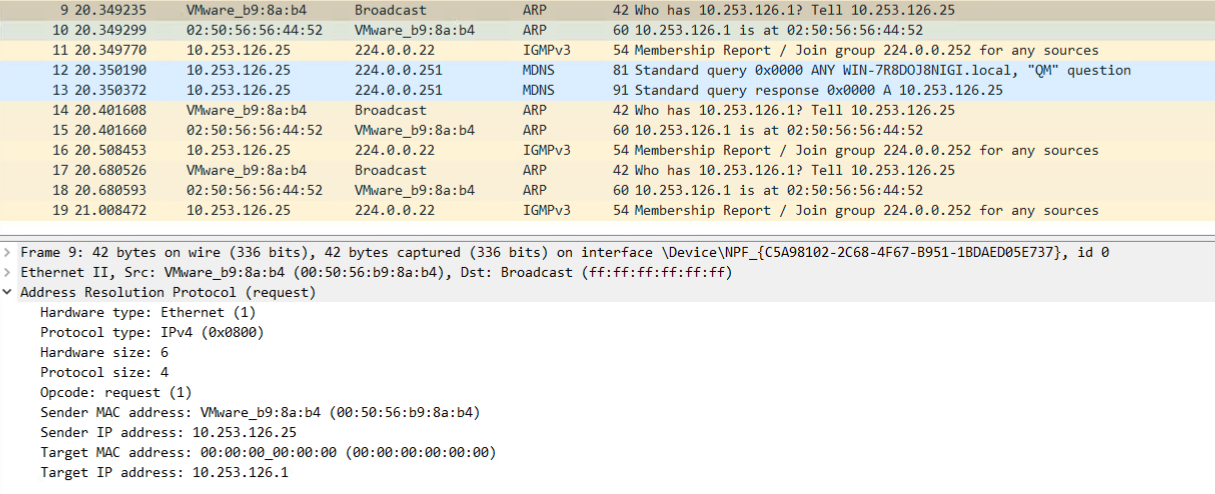 9 20.349235 VMware_b9:8a:b4 Broadcast ARP 42 Who has 10.253.126.1? Tell 10.253.126.25
10 20.349299 02:50:56:56:44:52 VMware_b9:8a:b4 ARP 60 10.253.126.1 is at 02:50:56:56:44:52
11 20.349770 10.253.126.25 224.0.0.22 IGMPv3 54 Membership Report / Join group 224.0.0.252 for any sources
12 20.350190 10.253.126.25 224.0.0.251 MDNS 81 Standard query 0x0000 ANY WIN-7R8DOJ8NIGI.local, "QM" question
13 20.350372 10.253.126.25 224.0.0.251 MDNS 91 Standard query response 0x0000 A 10.253.126.25
14 20.401608 VMware_b9:8a:b4 Broadcast ARP 42 Who has 10.253.126.1? Tell 10.253.126.25
15 20.401660 02:50:56:56:44:52 VMware_b9:8a:b4 ARP 60 10.253.126.1 is at 02:50:56:56:44:52
16 20.508453 10.253.126.25 224.0.0.22 IGMPv3 54 Membership Report / Join group 224.0.0.252 for any sources
17 20.680526 VMware_b9:8a:b4 Broadcast ARP 42 Who has 10.253.126.1? Tell 10.253.126.25
18 20.680593 02:50:56:56:44:52 VMware_b9:8a:b4 ARP 60 10.253.126.1 is at 02:50:56:56:44:52
19 21.008472 10.253.126.25 224.0.0.22 IGMPv3 54 Membership Report / Join group 224.0.0.252 for any sources
Frame 9: 42 bytes on wire (336 bits), 42 bytes captured (336 bits) on interface \Device\NPF_{C5A98102-2C68-4F67-B951-1BDAED05E737}, id 0
Ethernet II, Src: VMware_b9:8a:b4 (00:50:56:b9:8a:b4), Dst: Broadcast (ff:ff:ff:ff:ff:ff)
Address Resolution Protocol (request)
Hardware type: Ethernet (1)
Protocol type: IPv4 (0x0800)
Hardware size: 6
Protocol size: 4
Opcode: request (1)
Sender MAC address: VMware_b9:8a:b4 (00:50:56:b9:8a:b4)
Sender IP address: 10.253.126.25
Target MAC address: 00:00:00_00:00:00 (00:00:00:00:00:00)
Target IP address: 10.253.126.1